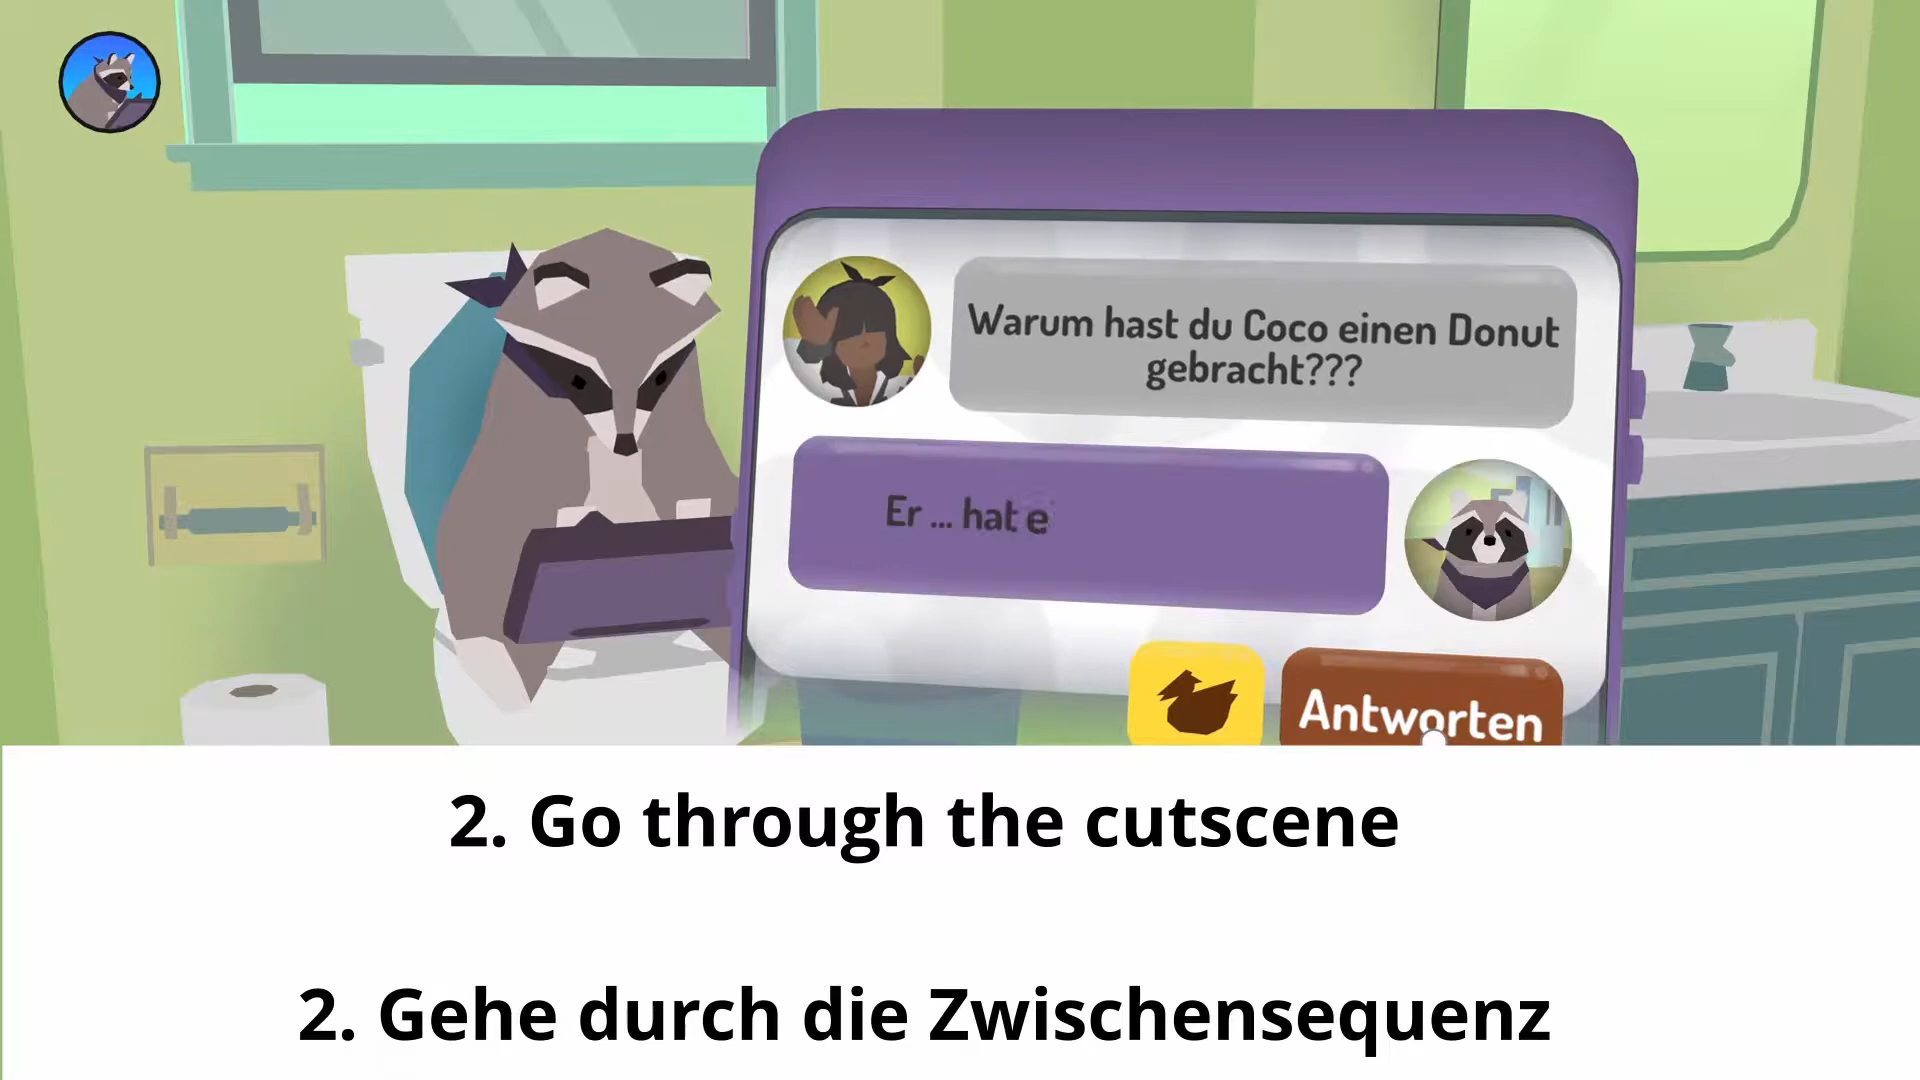 Warum hast du Coco einen Donut
gebracht???
Er ... hat e
Antworten
2. Go through the cutscene
2. Gehe durch die Zwischensequenz